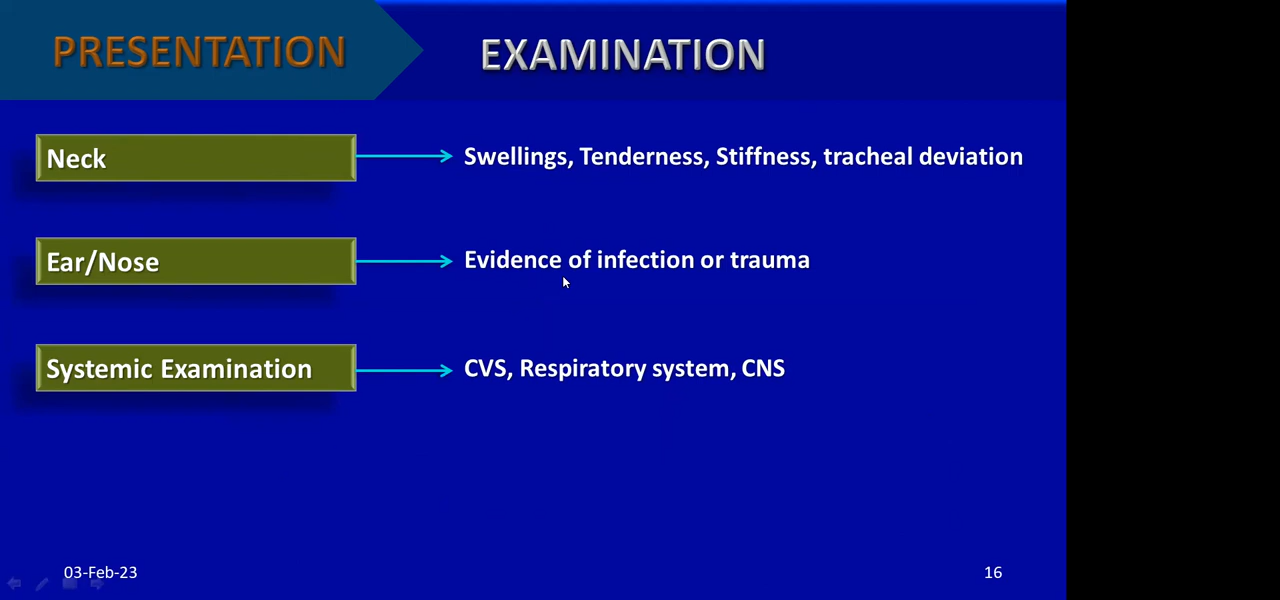 PRESENTATION
EXAMINATION
Neck
Swellings, Tenderness, Stiffness, tracheal deviation
Ear/Nose
Evidence of infection or trauma
Systemic Examination
CVS, Respiratory system, CNS
03-Feb-23
16